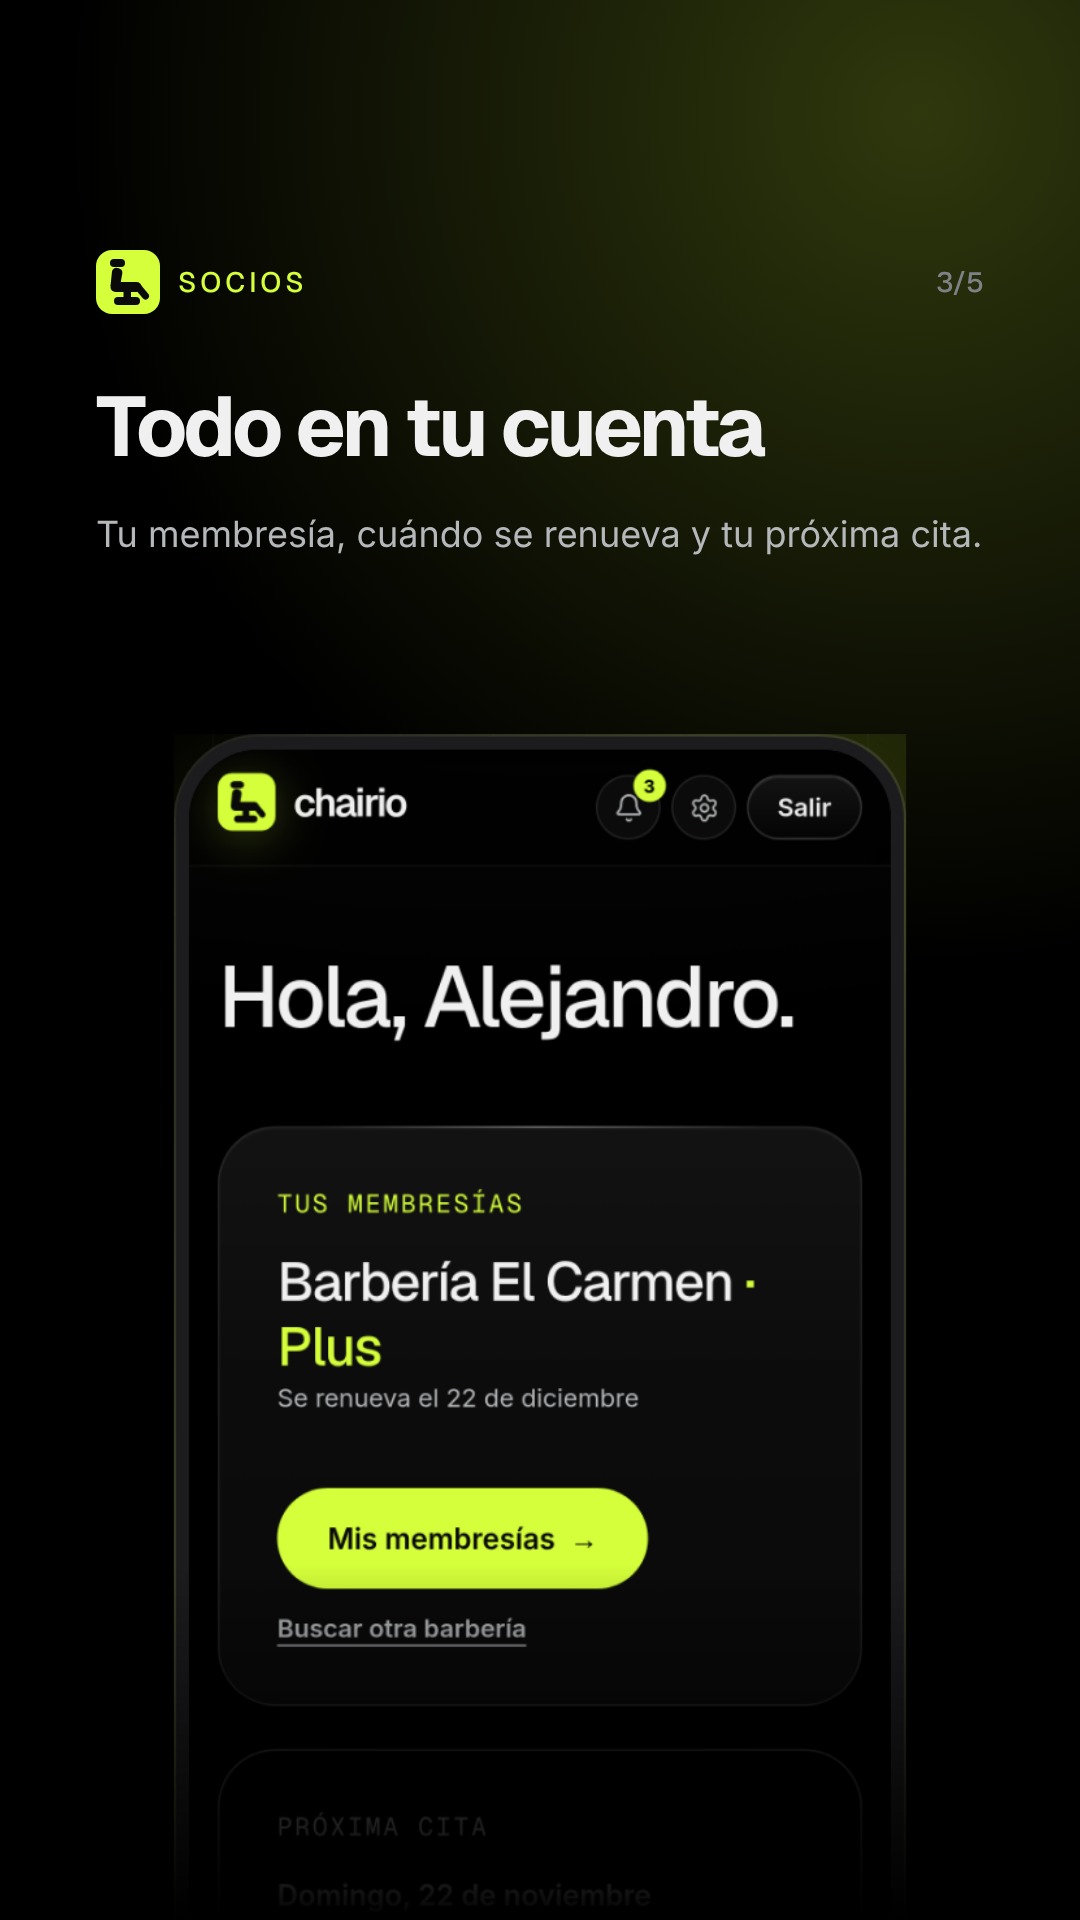 SOCIOS
3/5
Todo en tu cuenta
Tu membresía, cuándo se renueva y tu próxima cita.
chairio
3
Salir
Hola, Alejandro.
TUS MEMBRESÍAS
Barbería El Carmen ·
Plus
Se renueva el 22 de diciembre
Mis membresías →
Buscar otra barbería
PRÓXIMA CITA
Domingo, 22 de noviembre